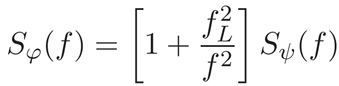 S_φ(f) = [1 + f_L^2 / f^2] S_ψ(f)